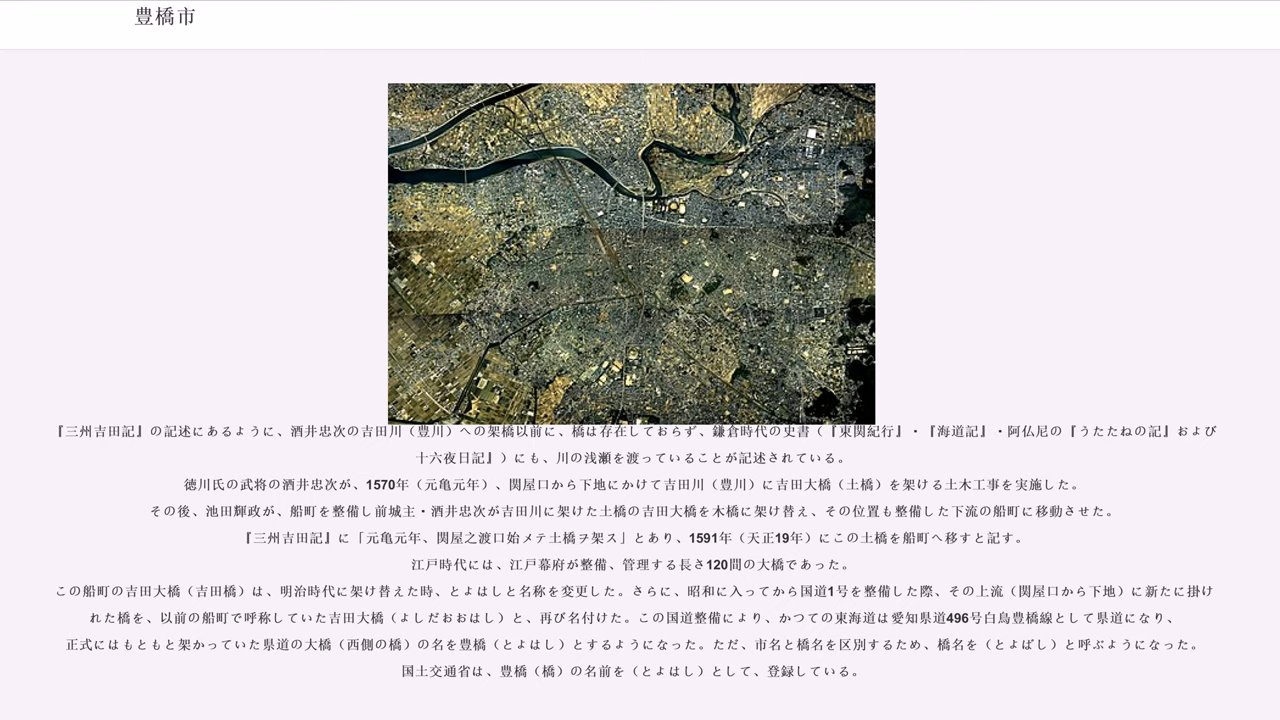 豊橋市
『三州吉田記』の記述にあるように、酒井忠次の吉田川（豊川）への架橋以前に、橋は存在しておらず、鎌倉時代の史書（『東関紀行』・『海道記』・阿仏尼の『うたたねの記』および
十六夜日記』）にも、川の浅瀬を渡っていることが記述されている。
徳川氏の武将の酒井忠次が、1570年（元亀元年）、関屋口から下地にかけて吉田川（豊川）に吉田大橋（土橋）を架ける土木工事を実施した。
その後、池田輝政が、船町を整備し前城主・酒井忠次が吉田川に架けた土橋の吉田大橋を木橋に架け替え、その位置も整備した下流の船町に移動させた。
『三州吉田記』に「元亀元年、関屋之渡口始メテ土橋ヲ架ス」とあり、1591年（天正19年）にこの土橋を船町へ移すと記す。
江戸時代には、江戸幕府が整備、管理する長さ120間の大橋であった。
この船町の吉田大橋（吉田橋）は、明治時代に架け替えた時、とよはしと名称を変更した。さらに、昭和に入ってから国道1号を整備した際、その上流（関屋口から下地）に新たに掛け
れた橋を、以前の船町で呼称していた吉田大橋（よしだおおはし）と、再び名付けた。この国道整備により、かつての東海道は愛知県道496号白鳥豊橋線として県道になり、
正式にはもともと架かっていた県道の大橋（西側の橋）の名を豊橋（とよはし）とするようになった。ただ、市名と橋名を区別するため、橋名を（とよばし）と呼ぶようになった。
国土交通省は、豊橋（橋）の名前を（とよはし）として、登録している。